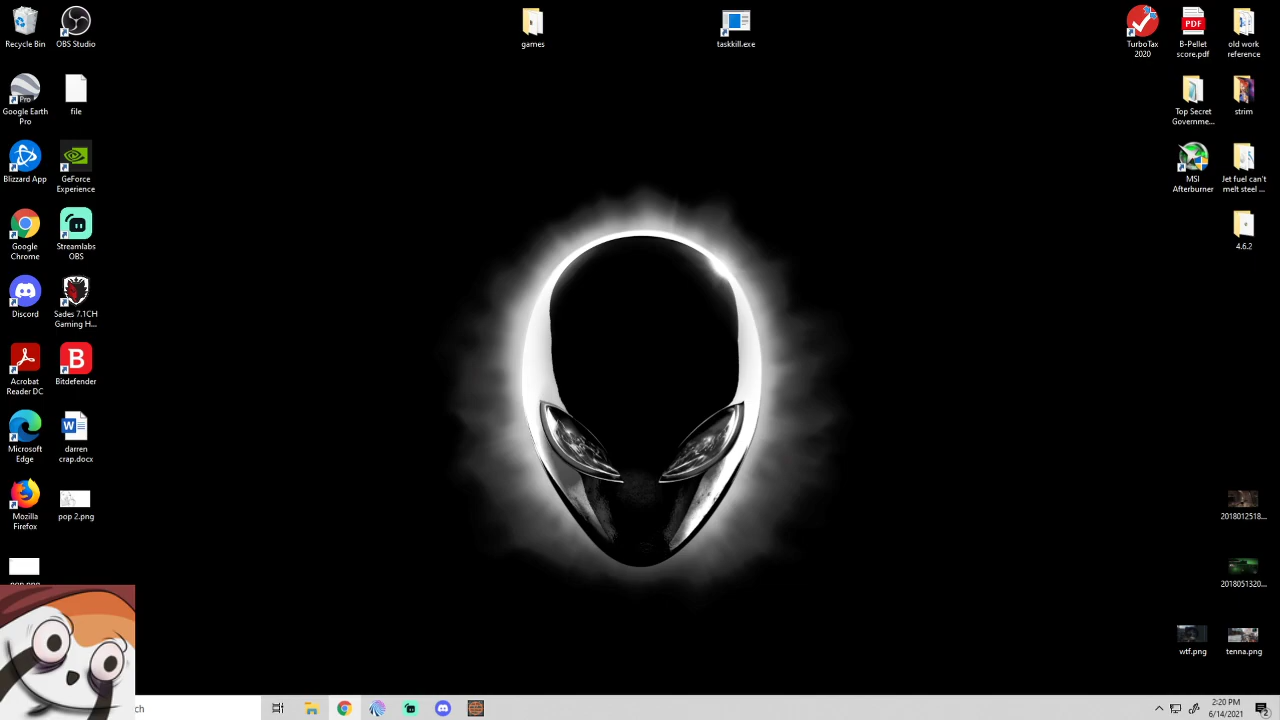 Recycle Bin
OBS Studio
games
taskkill.exe
TurboTax
2020
PDF
B-Pellet
score.pdf
old work
reference
Pro
Google Earth
Pro
file
Top Secret
Governme...
strim
Blizzard App
GeForce
Experience
MSI
Afterburner
Jet fuel can't
melt steel ...
Google
Chrome
Streamlabs
OBS
4.6.2
Discord
Sades 7.1CH
Gaming H...
Acrobat
Reader DC
B
Bitdefender
Microsoft
Edge
W
darren
crap.docx
Mozilla
Firefox
pop 2.png
2018012518...
2018051320...
wtf.png
tenna.png
ch
2:20 PM
6/14/2021
2